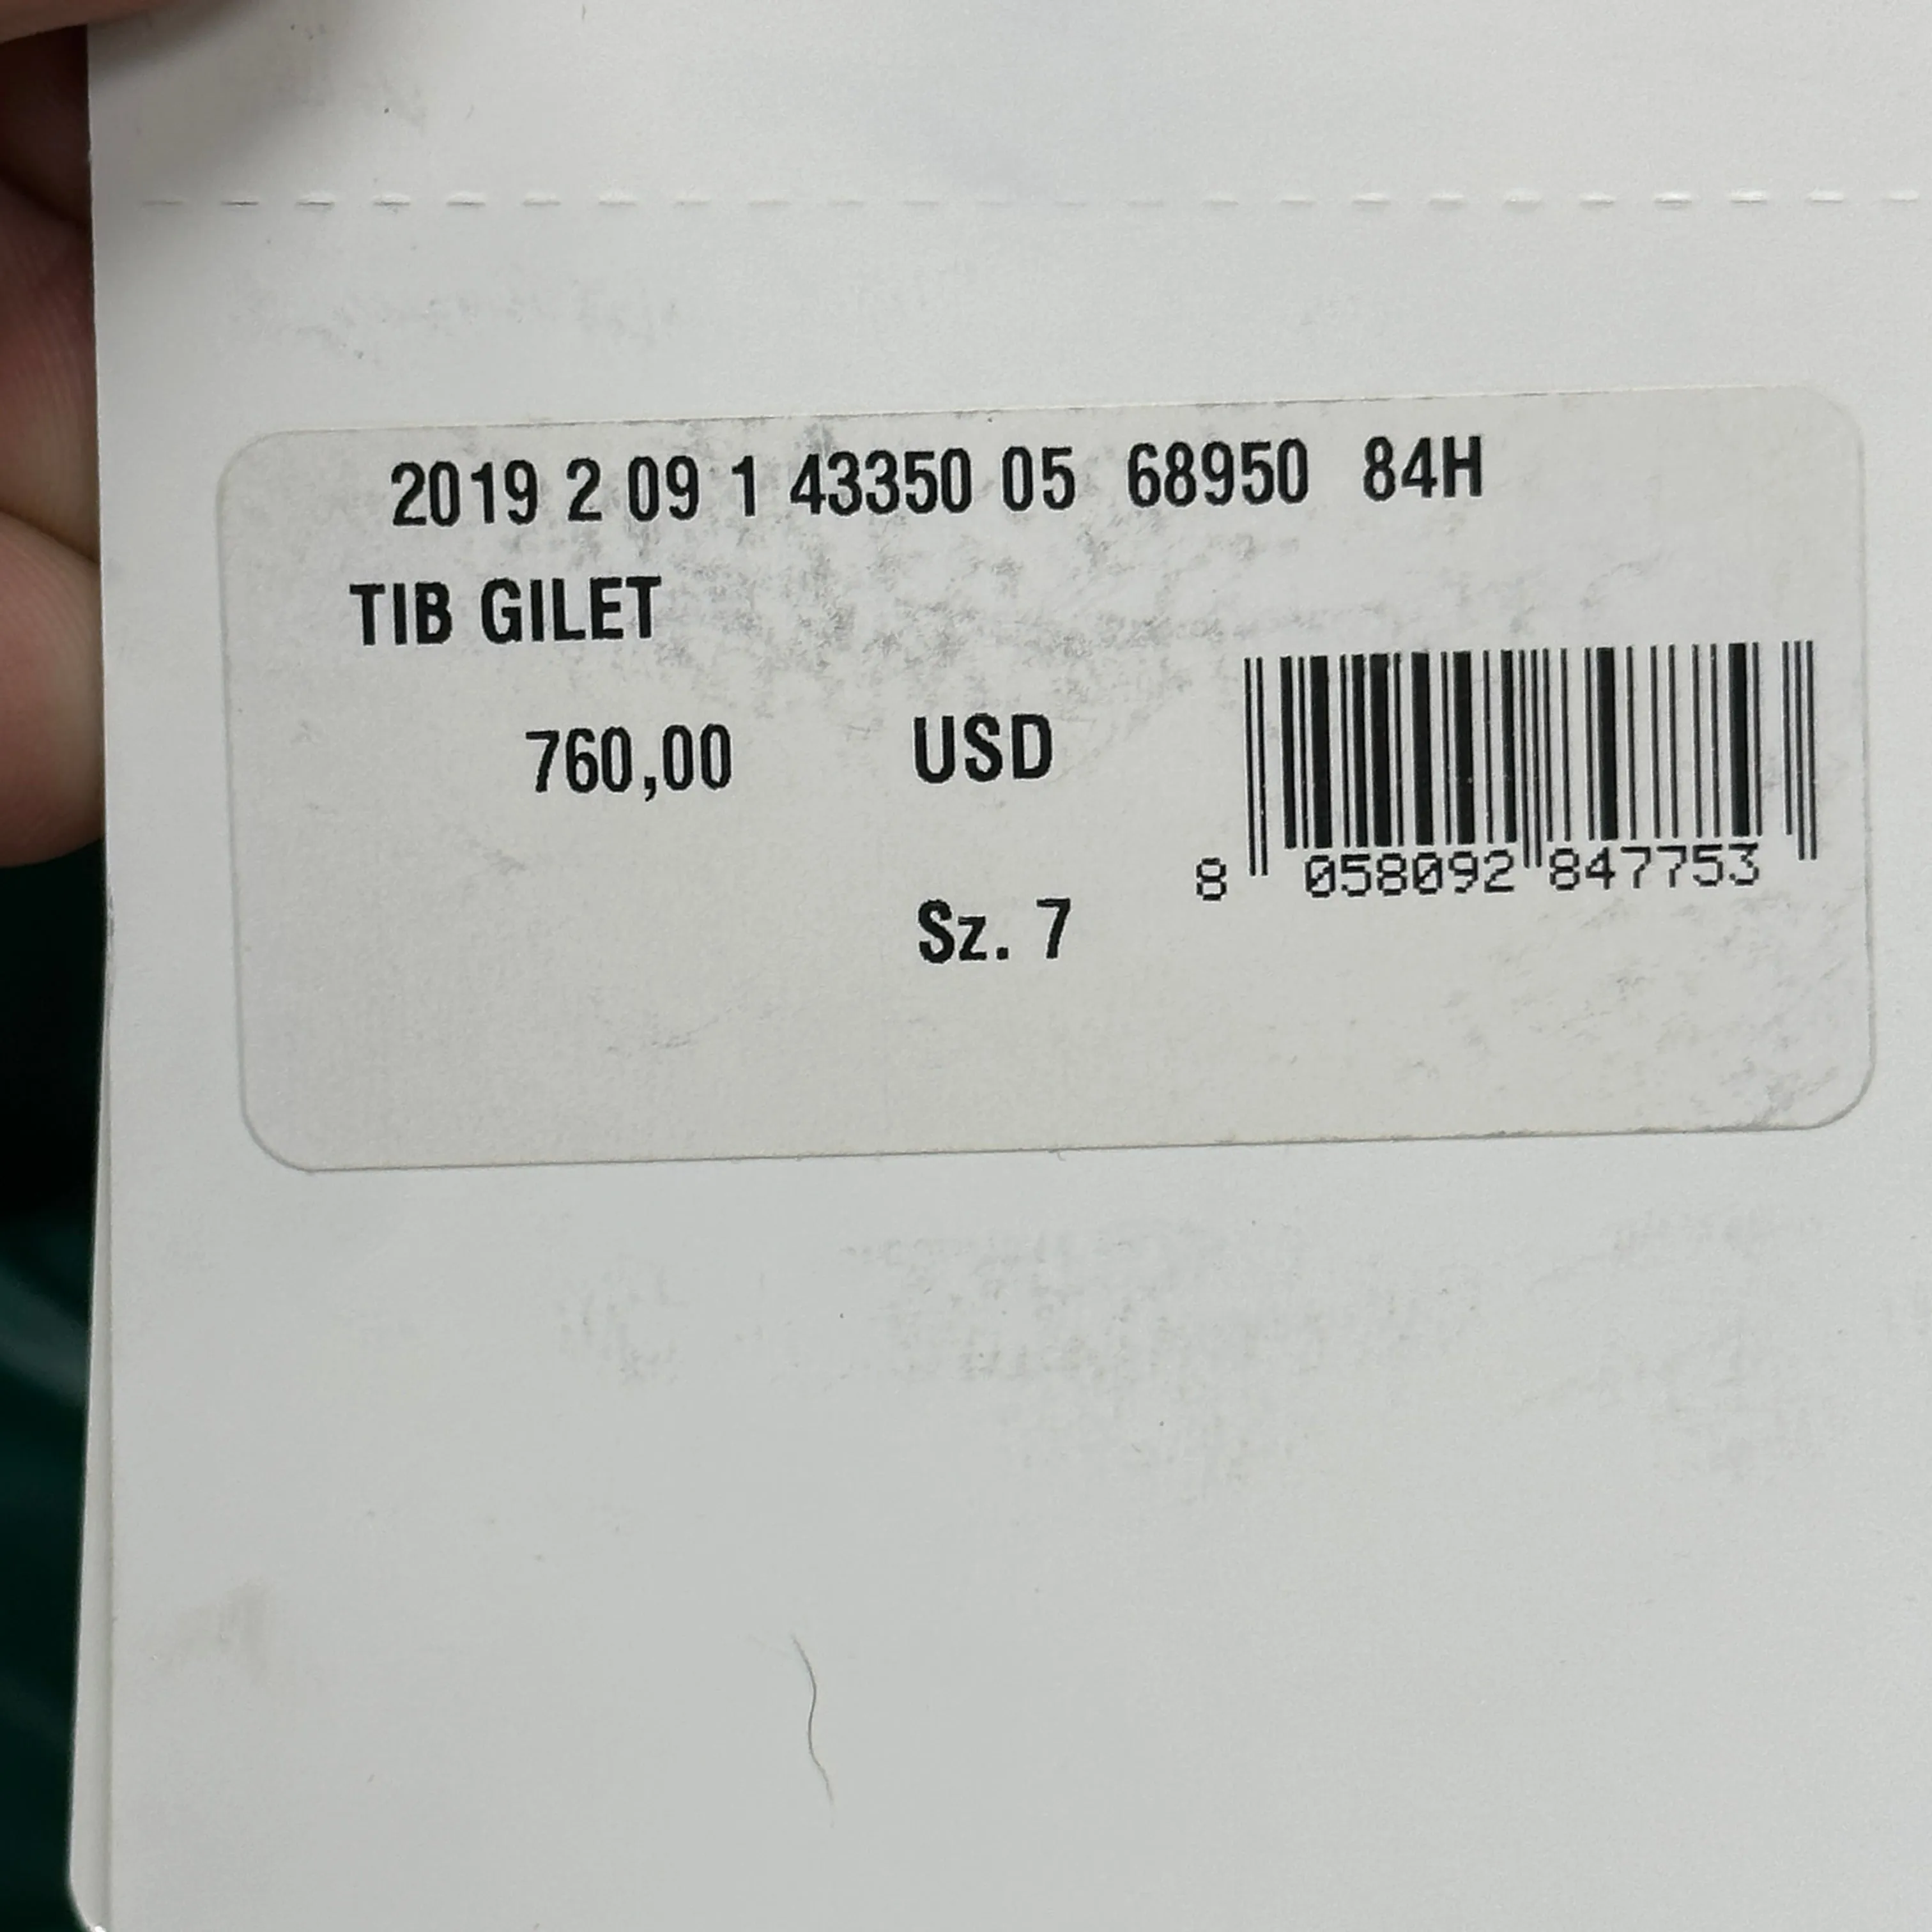 2019 2 09 1 43350 05 68950 84H
TIB GILET
760,00 USD
8 058092 847753
Sz. 7